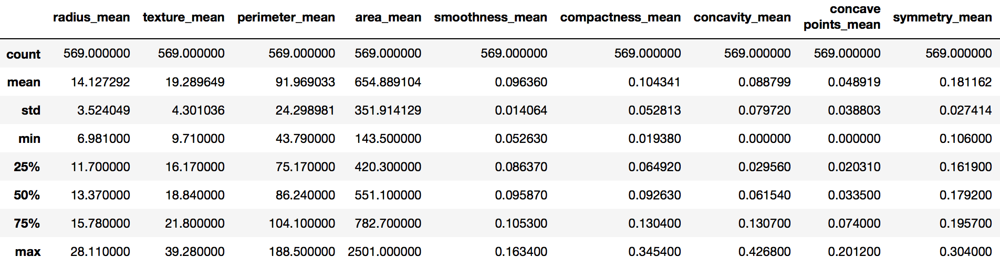 radius_mean texture_mean perimeter_mean area_mean smoothness_mean compactness_mean concavity_mean concave points_mean symmetry_mean
count 569.000000 569.000000 569.000000 569.000000 569.000000 569.000000 569.000000 569.000000 569.000000
mean 14.127292 19.289649 91.969033 654.889104 0.096360 0.104341 0.088799 0.048919 0.181162
std 3.524049 4.301036 24.298981 351.914129 0.014064 0.052813 0.079720 0.038803 0.027414
min 6.981000 9.710000 43.790000 143.500000 0.052630 0.019380 0.000000 0.000000 0.106000
25% 11.700000 16.170000 75.170000 420.300000 0.086370 0.064920 0.029560 0.020310 0.161900
50% 13.370000 18.840000 86.240000 551.100000 0.095870 0.092630 0.061540 0.033500 0.179200
75% 15.780000 21.800000 104.100000 782.700000 0.105300 0.130400 0.130700 0.074000 0.195700
max 28.110000 39.280000 188.500000 2501.000000 0.163400 0.345400 0.426800 0.201200 0.304000